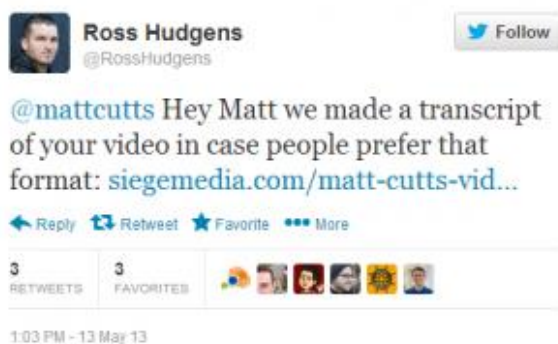 Ross Hudgens
@RossHudgens
Follow
@mattcutts Hey Matt we made a transcript
of your video in case people prefer that
format: siegemedia.com/matt-cutts-vid...
Reply Retweet Favorite More
3 3
RETWEETS FAVORITES
1:03 PM - 13 May 13